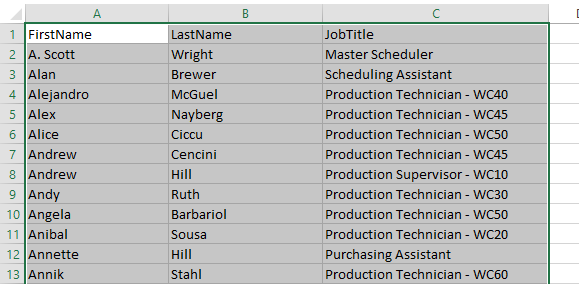 A B C D
1 FirstName LastName JobTitle
2 A. Scott Wright Master Scheduler
3 Alan Brewer Scheduling Assistant
4 Alejandro McGuel Production Technician - WC40
5 Alex Nayberg Production Technician - WC45
6 Alice Ciccu Production Technician - WC50
7 Andrew Cencini Production Technician - WC45
8 Andrew Hill Production Supervisor - WC10
9 Andy Ruth Production Technician - WC30
10 Angela Barbariol Production Technician - WC50
11 Anibal Sousa Production Technician - WC20
12 Annette Hill Purchasing Assistant
13 Annik Stahl Production Technician - WC60